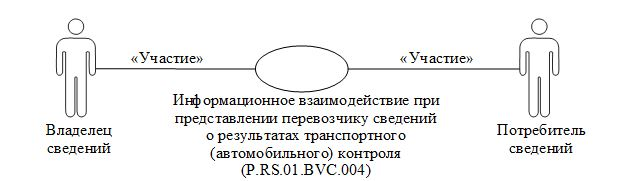 «Участие»
«Участие»
Информационное взаимодействие при
представлении перевозчику сведений
о результатах транспортного
(автомобильного) контроля
(P.RS.01.BVC.004)
Владелец
сведений
Потребитель
сведений